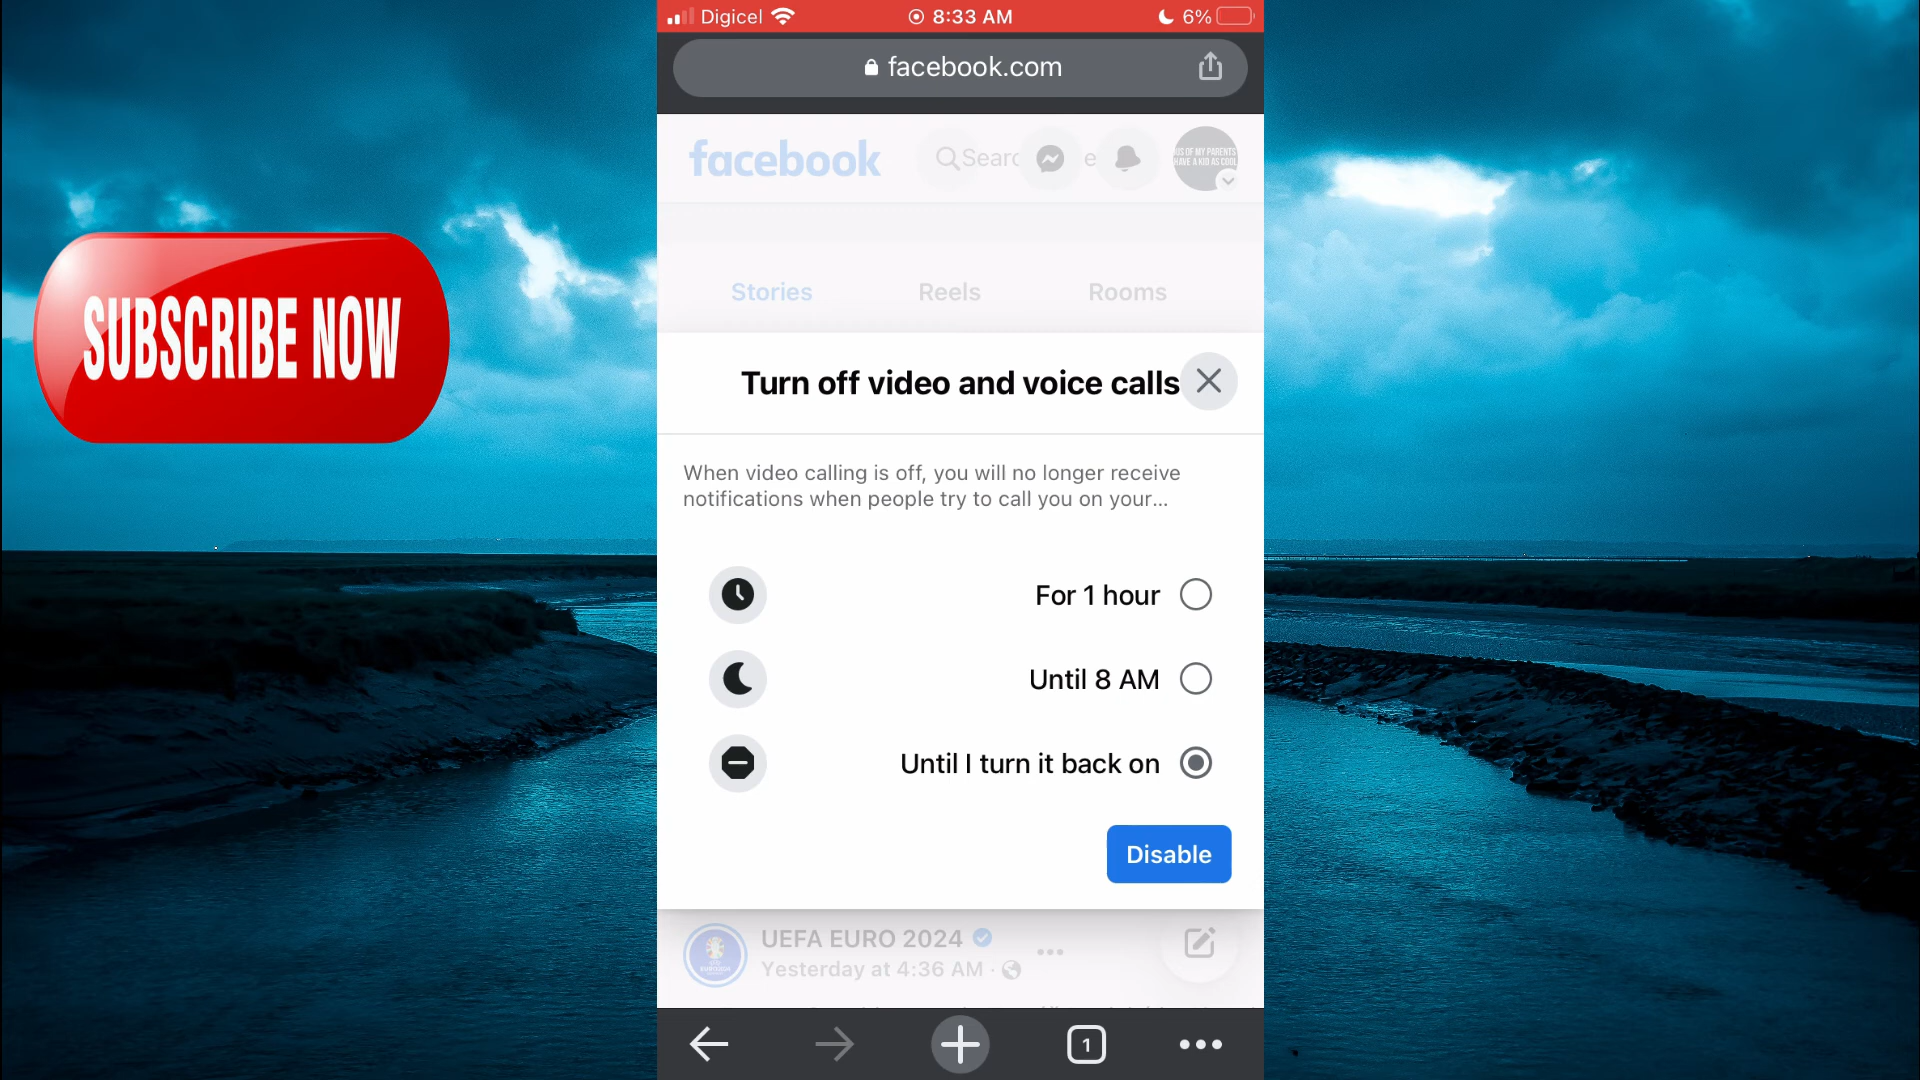 Digicel 8:33 AM 6%
facebook.com
facebook Searc e
Stories Reels Rooms
SUBSCRIBE NOW
Turn off video and voice calls
When video calling is off, you will no longer receive
notifications when people try to call you on your...
For 1 hour
Until 8 AM
Until I turn it back on
Disable
UEFA EURO 2024
Yesterday at 4:36 AM ·
1